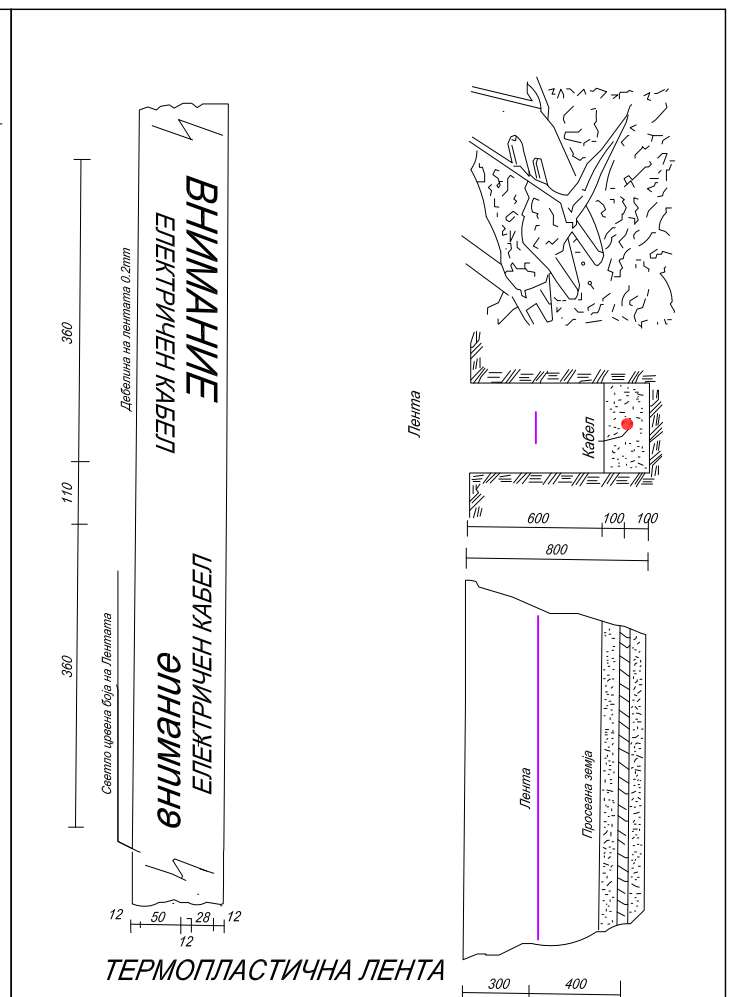 360
110
360
Дебелина на лентата 0.2mm
Светло црвена боја на Лентата
ВНИМАНИЕ
ЕЛЕКТРИЧЕН КАБЕЛ
внимание
ЕЛЕКТРИЧЕН КАБЕЛ
12
50
12
28
12
ТЕРМОПЛАСТИЧНА ЛЕНТА
Лента
Кабел
600
100
100
800
Лента
Просеана земја
300
400